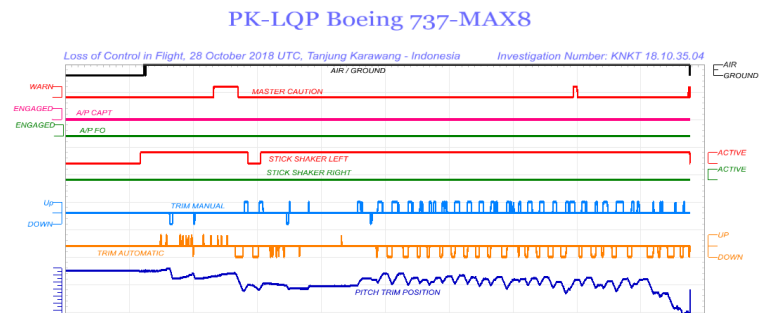 PK-LQP Boeing 737-MAX8
Loss of Control in Flight, 28 October 2018 UTC, Tanjung Karawang - Indonesia Investigation Number: KNKT 18.10.35.04
AIR / GROUND
AIR
GROUND
WARN
MASTER CAUTION
ENGAGED
A/P CAPT
ENGAGED
A/P FO
STICK SHAKER LEFT
ACTIVE
STICK SHAKER RIGHT
ACTIVE
Up
TRIM MANUAL
DOWN
UP
TRIM AUTOMATIC
DOWN
PITCH TRIM POSITION